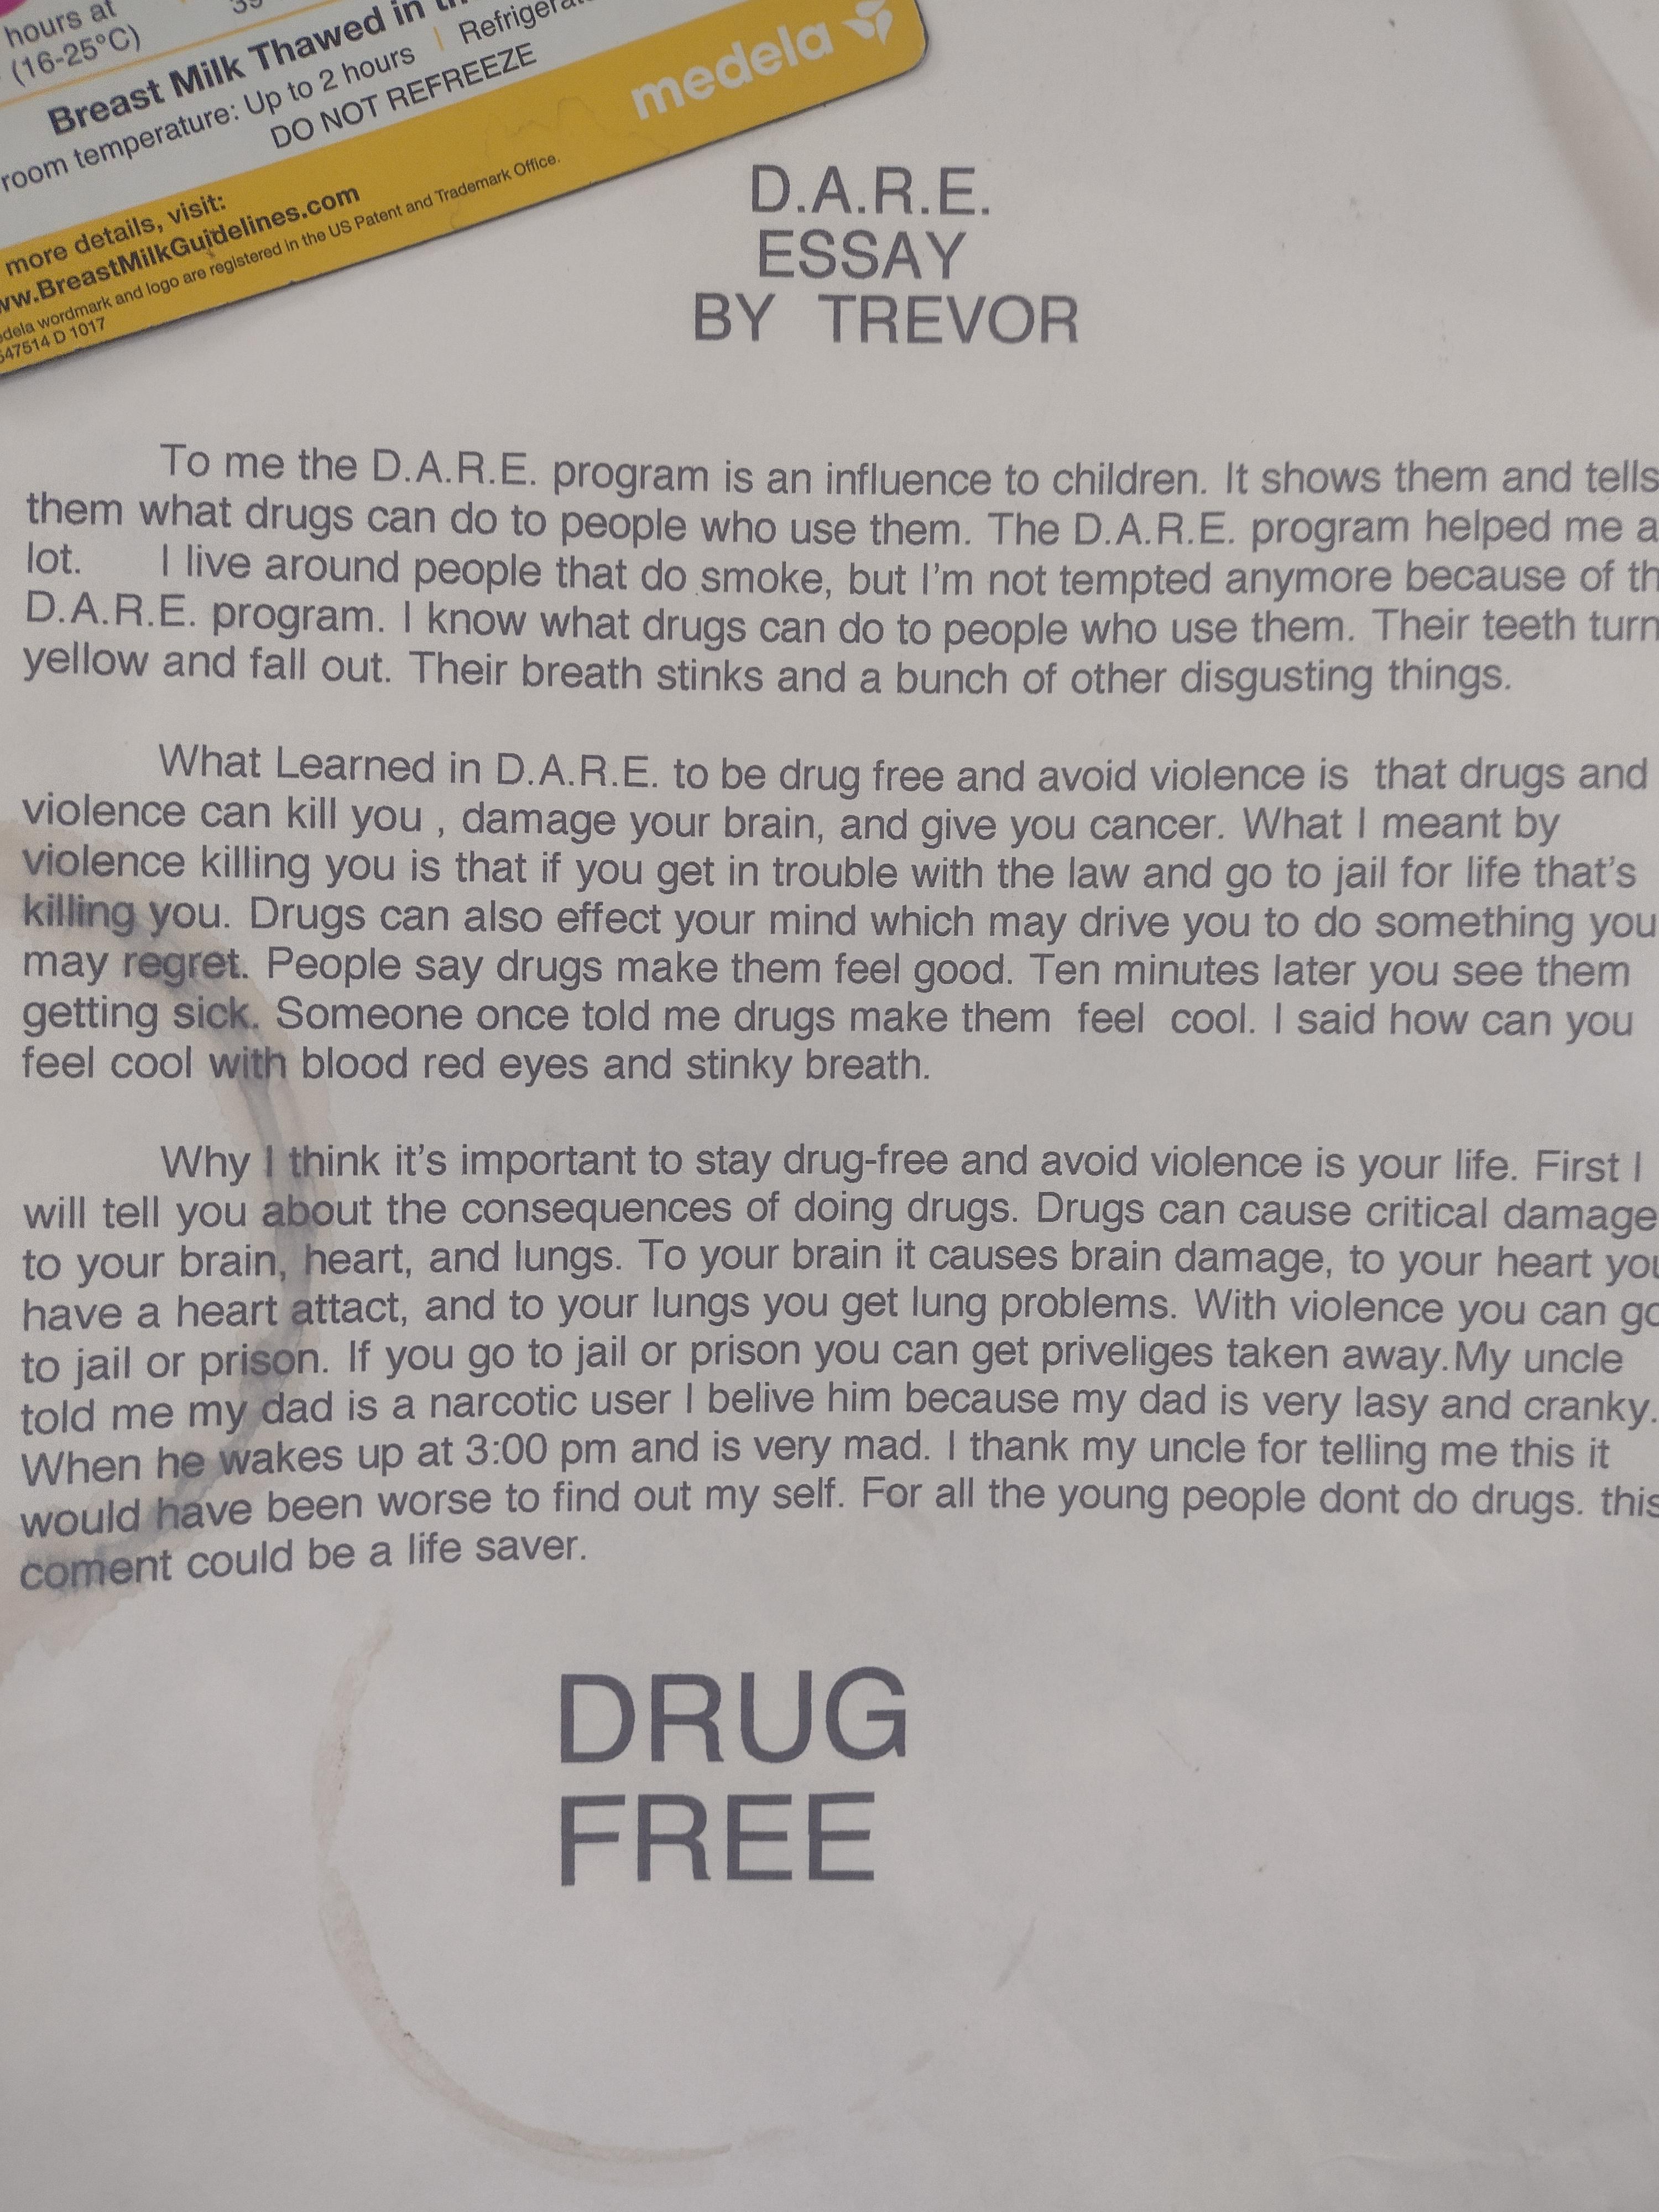 hours at
(16-25°C)
Breast Milk Thawed in
room temperature: Up to 2 hours | 
DO NOT REFREEZE
medela
more details, visit:
BreastMilkGuidelines.com
wordmark and logo are registered in the US Patent and Trademark Office.
D 1017
D.A.R.E.
ESSAY
BY TREVOR
To me the D.A.R.E. program is an influence to children. It shows them and tells
them what drugs can do to people who use them. The D.A.R.E. program helped me a
lot. I live around people that do smoke, but I'm not tempted anymore because of
D.A.R.E. program. I know what drugs can do to people who use them. Their teeth turn
yellow and fall out. Their breath stinks and a bunch of other disgusting things.
What Learned in D.A.R.E. to be drug free and avoid violence is that drugs and
violence can kill you , damage your brain, and give you cancer. What I meant by
violence killing you is that if you get in trouble with the law and go to jail for life that's
killing you. Drugs can also effect your mind which may drive you to do something you
may regret. People say drugs make them feel good. Ten minutes later you see them
getting sick. Someone once told me drugs make them feel cool. I said how can you
feel cool with blood red eyes and stinky breath.
Why I think it's important to stay drug-free and avoid violence is your life. First I
will tell you about the consequences of doing drugs. Drugs can cause critical damage
to your brain, heart, and lungs. To your brain it causes brain damage, to your heart you
have a heart attact, and to your lungs you get lung problems. With violence you can go
to jail or prison. If you go to jail or prison you can get priveliges taken away.My uncle
told me my dad is a narcotic user I belive him because my dad is very lasy and cranky.
When he wakes up at 3:00 pm and is very mad. I thank my uncle for telling me this it
would have been worse to find out my self. For all the young people dont do drugs. this
coment could be a life saver.
DRUG
FREE